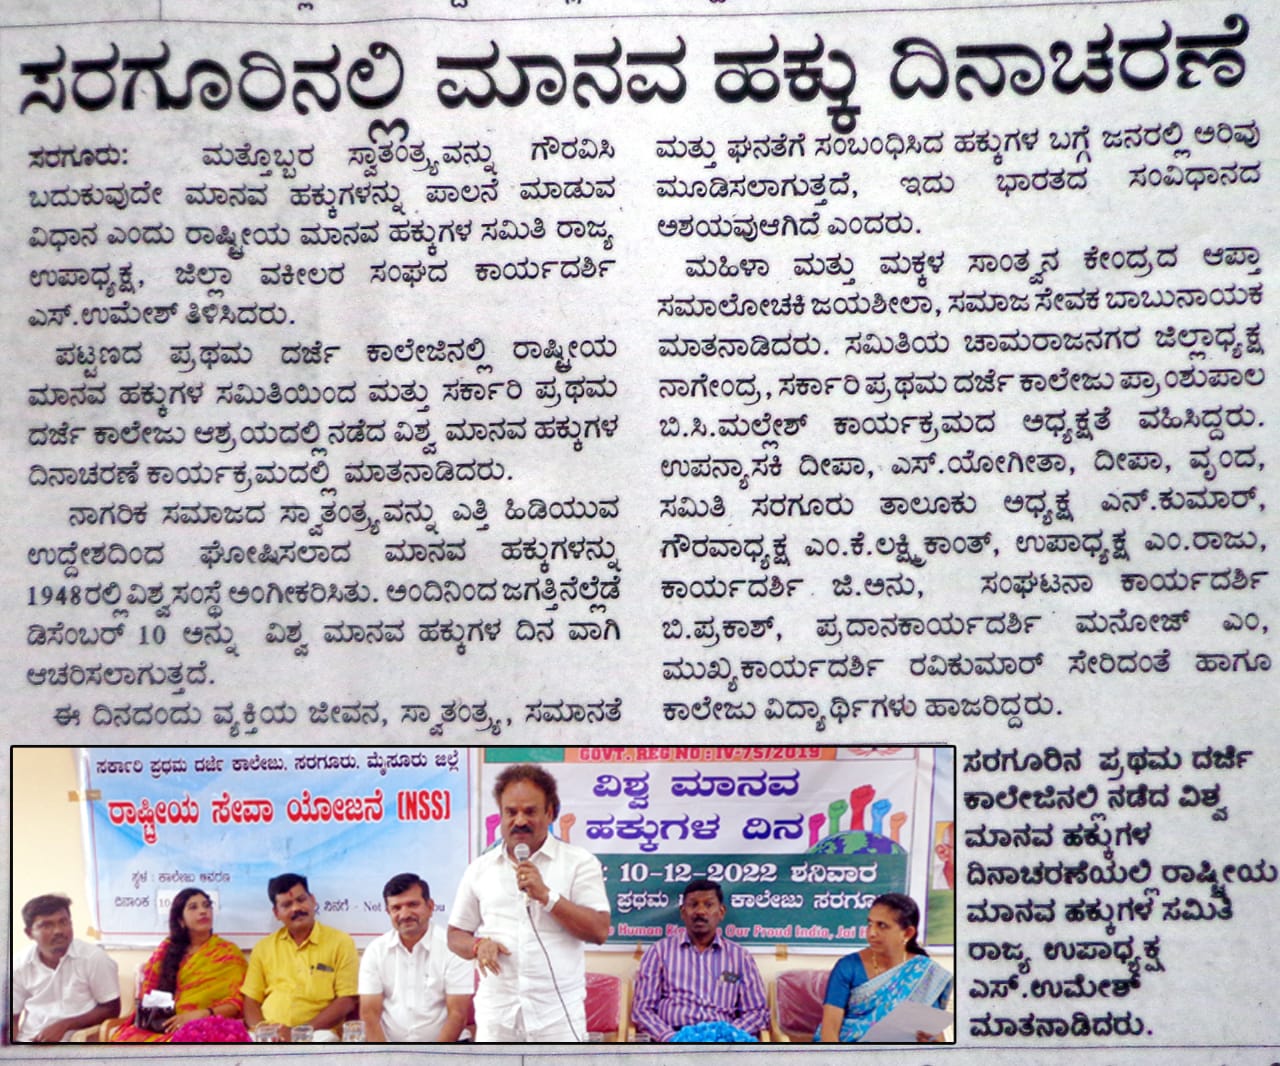 ಸರಗೂರಿನಲ್ಲಿ ಮಾನವ ಹಕ್ಕು ದಿನಾಚರಣೆ
ಸರಗೂರು: ಮತ್ತೊಬ್ಬರ ಸ್ವಾತಂತ್ರ್ಯವನ್ನು ಗೌರವಿಸಿ
ಬದುಕುವುದೇ ಮಾನವ ಹಕ್ಕುಗಳನ್ನು ಪಾಲನೆ ಮಾಡುವ
ವಿಧಾನ ಎಂದು ರಾಷ್ಟ್ರೀಯ ಮಾನವ ಹಕ್ಕುಗಳ ಸಮಿತಿ ರಾಜ್ಯ
ಉಪಾಧ್ಯಕ್ಷ, ಜಿಲ್ಲಾ ವಕೀಲರ ಸಂಘದ ಕಾರ್ಯದರ್ಶಿ
ಎಸ್.ಉಮೇಶ್ ತಿಳಿಸಿದರು.
ಪಟ್ಟಣದ ಪ್ರಥಮ ದರ್ಜೆ ಕಾಲೇಜಿನಲ್ಲಿ ರಾಷ್ಟ್ರೀಯ
ಮಾನವ ಹಕ್ಕುಗಳ ಸಮಿತಿಯಿಂದ ಮತ್ತು ಸರ್ಕಾರಿ ಪ್ರಥಮ
ದರ್ಜೆ ಕಾಲೇಜು ಆಶ್ರಯದಲ್ಲಿ ನಡೆದ ವಿಶ್ವ ಮಾನವ ಹಕ್ಕುಗಳ
ದಿನಾಚರಣೆ ಕಾರ್ಯಕ್ರಮದಲ್ಲಿ ಮಾತನಾಡಿದರು.
ನಾಗರಿಕ ಸಮಾಜದ ಸ್ವಾತಂತ್ರ್ಯವನ್ನು ಎತ್ತಿ ಹಿಡಿಯುವ
ಉದ್ದೇಶದಿಂದ ಘೋಷಿಸಲಾದ ಮಾನವ ಹಕ್ಕುಗಳನ್ನು
1948ರಲ್ಲಿ ವಿಶ್ವಸಂಸ್ಥೆ ಅಂಗೀಕರಿಸಿತು. ಅಂದಿನಿಂದ ಜಗತ್ತಿನೆಲ್ಲೆಡೆ
ಡಿಸೆಂಬರ್ 10 ಅನ್ನು ವಿಶ್ವ ಮಾನವ ಹಕ್ಕುಗಳ ದಿನ ವಾಗಿ
ಆಚರಿಸಲಾಗುತ್ತದೆ.
ಈ ದಿನದಂದು ವ್ಯಕ್ತಿಯ ಜೀವನ, ಸ್ವಾತಂತ್ರ್ಯ, ಸಮಾನತೆ
ಮತ್ತು ಘನತೆಗೆ ಸಂಬಂಧಿಸಿದ ಹಕ್ಕುಗಳ ಬಗ್ಗೆ ಜನರಲ್ಲಿ ಅರಿವು
ಮೂಡಿಸಲಾಗುತ್ತದೆ, ಇದು ಭಾರತದ ಸಂವಿಧಾನದ
ಅಶಯವುಆಗಿದೆ ಎಂದರು.
ಮಹಿಳಾ ಮತ್ತು ಮಕ್ಕಳ ಸಾಂತ್ವನ ಕೇಂದ್ರದ ಆಪ್ತಾ
ಸಮಾಲೋಚಕಿ ಜಯಶೀಲಾ, ಸಮಾಜ ಸೇವಕ ಬಾಬುನಾಯಕ
ಮಾತನಾಡಿದರು. ಸಮಿತಿಯ ಚಾಮರಾಜನಗರ ಜಿಲ್ಲಾಧ್ಯಕ್ಷ
ನಾಗೇಂದ್ರ, ಸರ್ಕಾರಿ ಪ್ರಥಮ ದರ್ಜೆ ಕಾಲೇಜು ಪ್ರಾಂಶುಪಾಲ
ಬಿ.ಸಿ.ಮಲ್ಲೇಶ್ ಕಾರ್ಯಕ್ರಮದ ಅಧ್ಯಕ್ಷತೆ ವಹಿಸಿದ್ದರು.
ಉಪನ್ಯಾಸಕಿ ದೀಪಾ, ಎಸ್.ಯೋಗೀತಾ, ದೀಪಾ, ವೃಂದ,
ಸಮಿತಿ ಸರಗೂರು ತಾಲೂಕು ಅಧ್ಯಕ್ಷ ಎನ್.ಕುಮಾರ್,
ಗೌರವಾಧ್ಯಕ್ಷ ಎಂ.ಕೆ.ಲಕ್ಷ್ಮಿಕಾಂತ್, ಉಪಾಧ್ಯಕ್ಷ ಎಂ.ರಾಜು,
ಕಾರ್ಯದರ್ಶಿ ಜಿ.ಅನು, ಸಂಘಟನಾ ಕಾರ್ಯದರ್ಶಿ
ಬಿ.ಪ್ರಕಾಶ್, ಪ್ರದಾನಕಾರ್ಯದರ್ಶಿ ಮನೋಜ್ ಎಂ,
ಮುಖ್ಯಕಾರ್ಯದರ್ಶಿ ರವಿಕುಮಾರ್ ಸೇರಿದಂತೆ ಹಾಗೂ
ಕಾಲೇಜು ವಿದ್ಯಾರ್ಥಿಗಳು ಹಾಜರಿದ್ದರು.
ಸರ್ಕಾರಿ ಪ್ರಥಮ ದರ್ಜೆ ಕಾಲೇಜು, ಸರಗೂರು, ಮೈಸೂರು ಜಿಲ್ಲೆ
ರಾಷ್ಟ್ರೀಯ ಸೇವಾ ಯೋಜನೆ (NSS)
ಸ್ಥಳ : ಕಾಲೇಜು ಆವರಣ
ದಿನಾಂಕ
ನಿನಗೆ - Not
GOVT. REG NO : IV-75/2019
ವಿಶ್ವ ಮಾನವ
ಹಕ್ಕುಗಳ ದಿನ
: 10-12-2022 ಶನಿವಾರ
ಪ್ರಥಮ ಕಾಲೇಜು
Human Our Proud India, Jai
ಸರಗೂರಿನ ಪ್ರಥಮ ದರ್ಜೆ
ಕಾಲೇಜಿನಲಿ ನಡೆದ ವಿಶ್ವ
ಮಾನವ ಹಕ್ಕುಗಳ
ದಿನಾಚರಣೆಯಲ್ಲಿ ರಾಷ್ಟ್ರೀಯ
ಮಾನವ ಹಕ್ಕುಗಳ ಸಮಿತಿ
ರಾಜ್ಯ ಉಪಾಧ್ಯಕ್ಷ
ಎಸ್.ಉಮೇಶ್
ಮಾತನಾಡಿದರು.